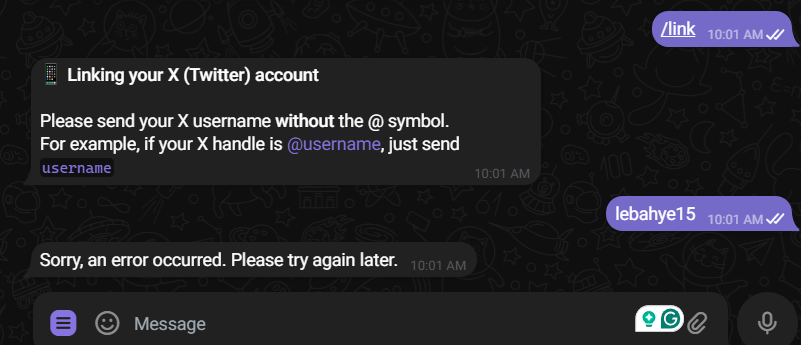 /link 10:01 AM
Linking your X (Twitter) account
Please send your X username without the @ symbol.
For example, if your X handle is @username, just send
username
10:01 AM
lebahye15 10:01 AM
Sorry, an error occurred. Please try again later. 10:01 AM
Message